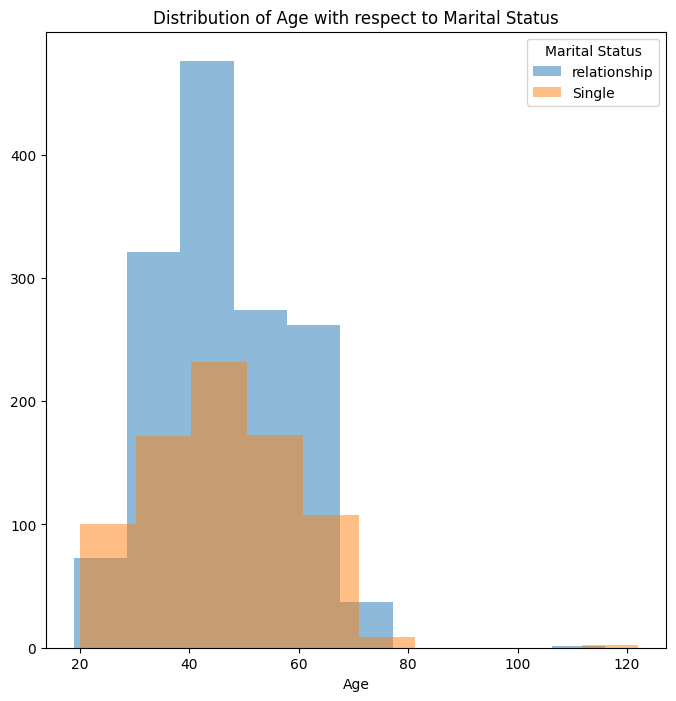 Distribution of Age with respect to Marital Status
Marital Status
relationship
Single
400
300
200
100
0
20 40 60 80 100 120
Age